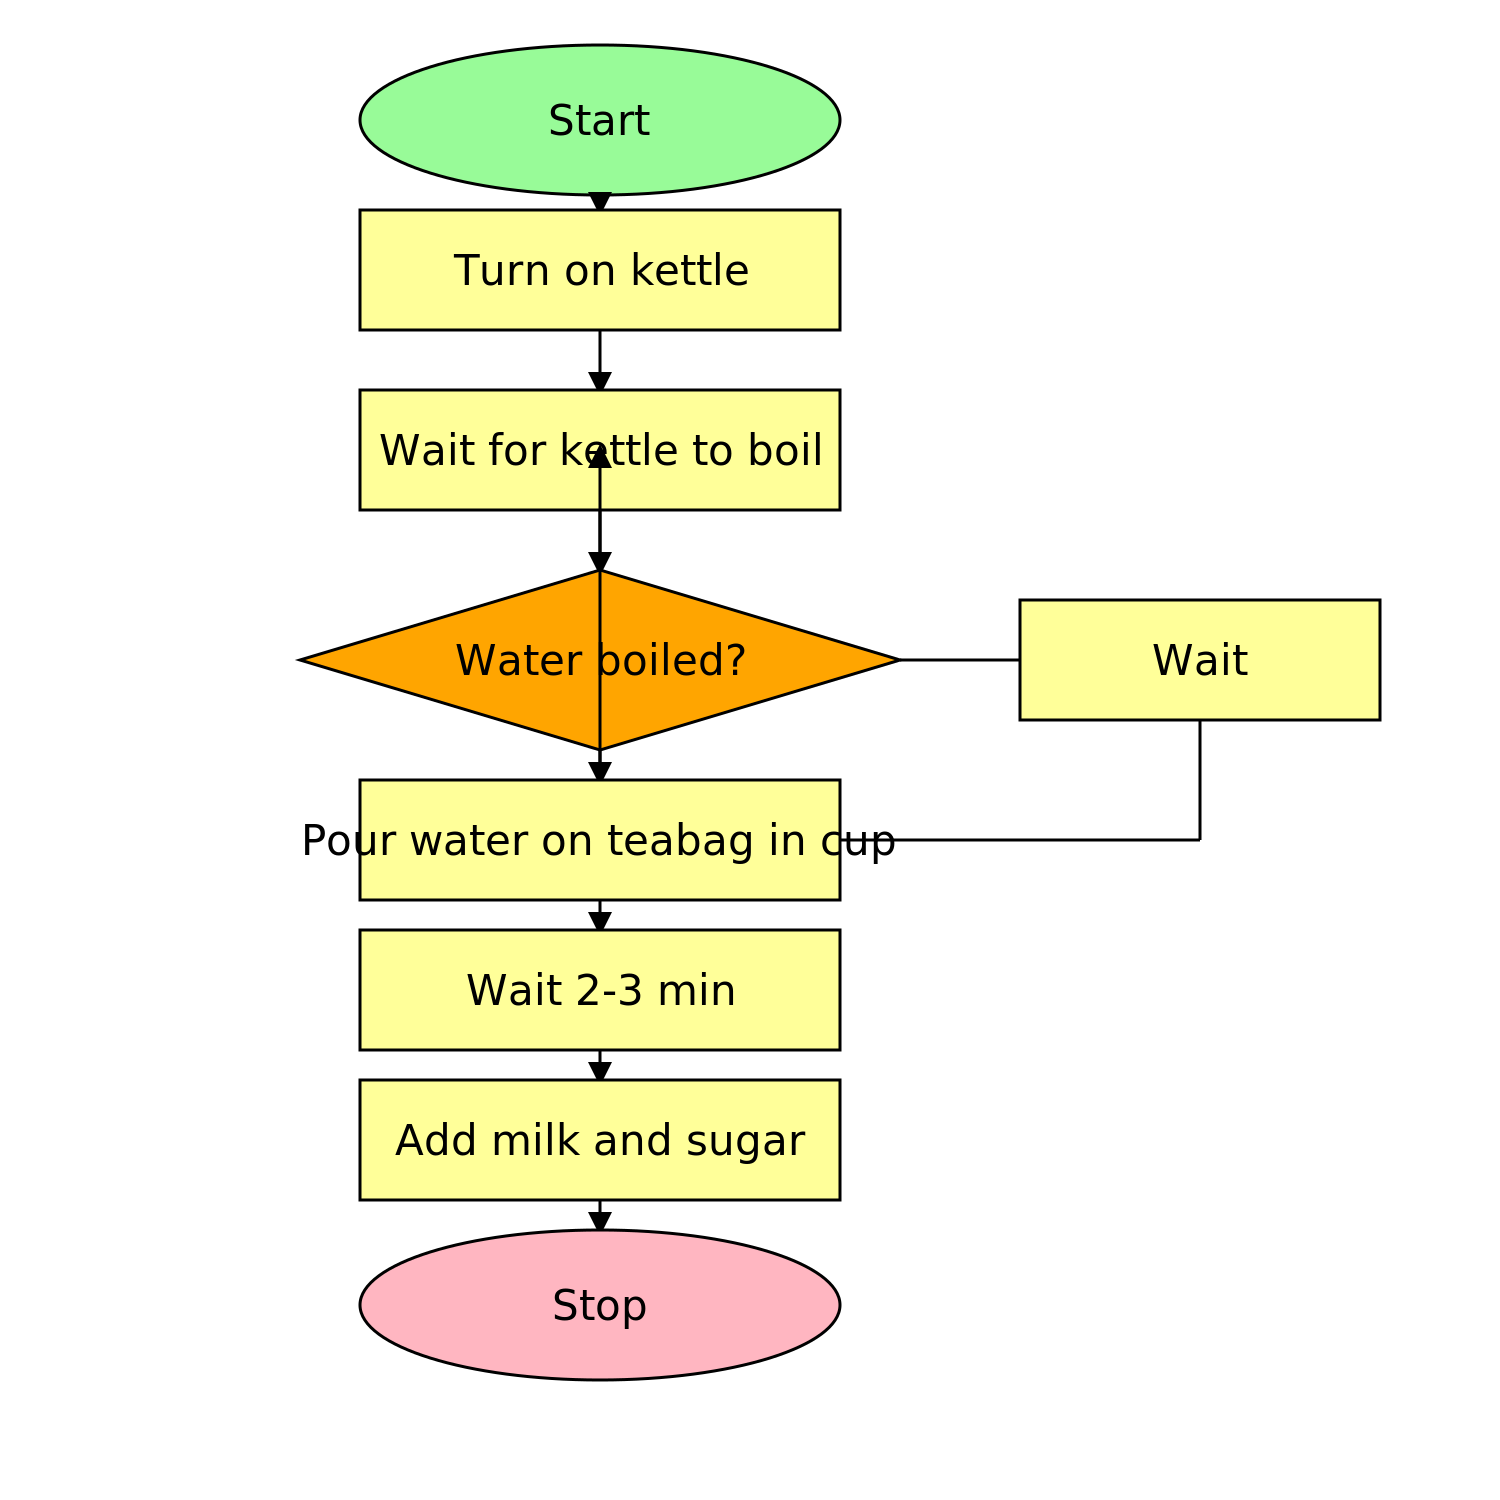 Start
Turn on kettle
Wait for kettle to boil
Water boiled?
Wait
Pour water on teabag in cup
Wait 2-3 min
Add milk and sugar
Stop